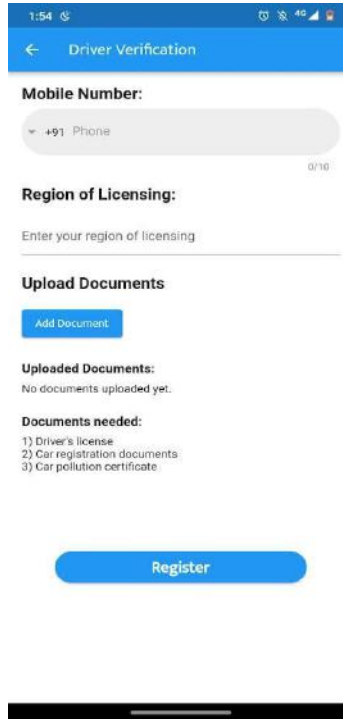 1:54
4G
Driver Verification
Mobile Number:
+91 Phone
0/10
Region of Licensing:
Enter your region of licensing
Upload Documents
Add Document
Uploaded Documents:
No documents uploaded yet.
Documents needed:
1) Driver's license
2) Car registration documents
3) Car pollution certificate
Register